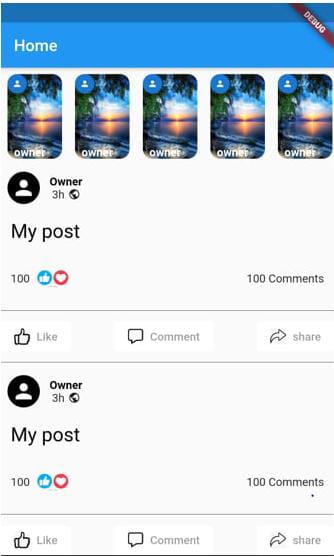 DEBUG
Home
owner owner owner owner owner
Owner
3h
My post
100 100 Comments
Like Comment share
Owner
3h
My post
100 100 Comments
Like Comment share